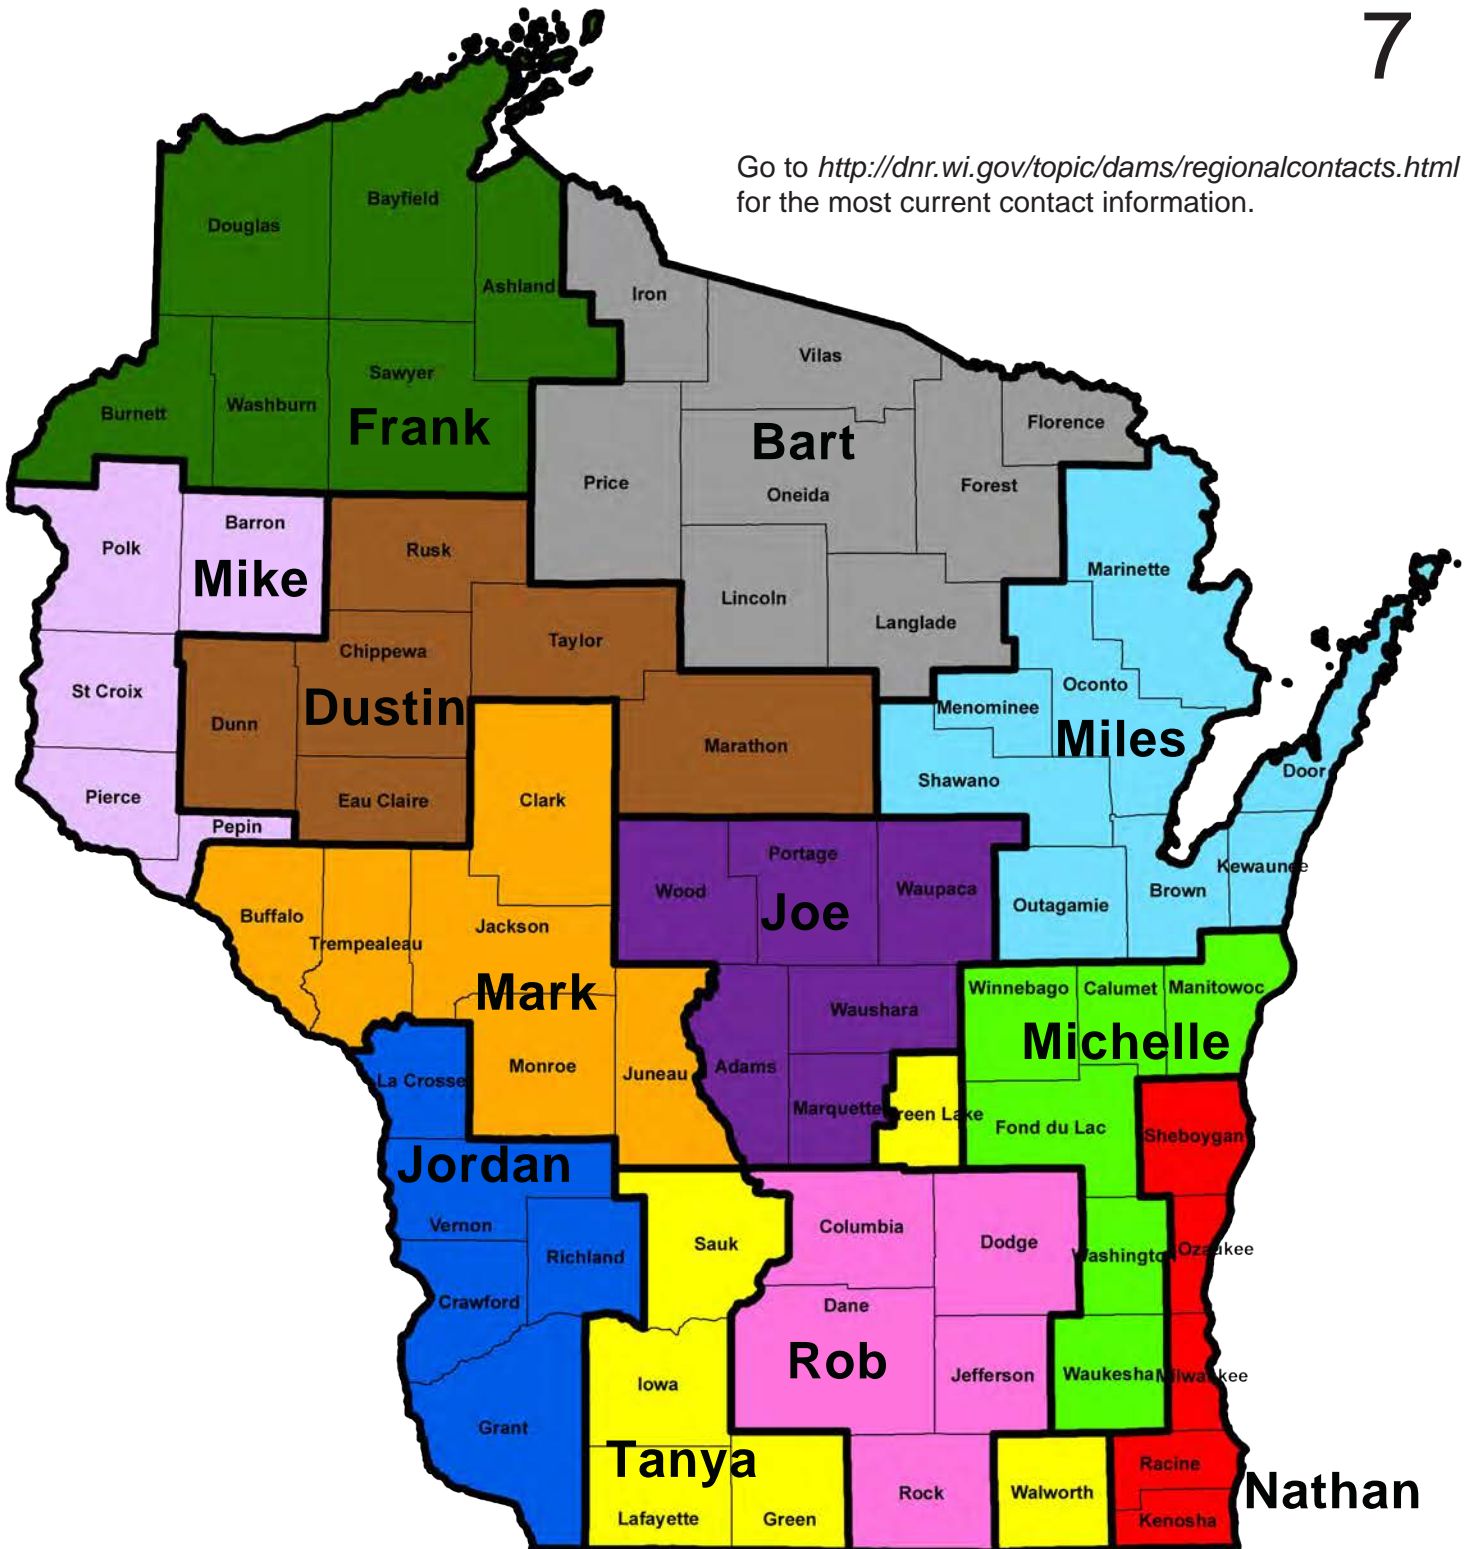 7
Go to http://dnr.wi.gov/topic/dams/regionalcontacts.html
for the most current contact information.
Bayfield
Douglas
Ashland
Iron
Vilas
Sawyer
Washburn
Burnett
Frank
Florence
Bart
Price
Oneida
Forest
Barron
Polk
Rusk
Mike
Marinette
Lincoln
Langlade
Taylor
Chippewa
St Croix
Oconto
Dustin
Menominee
Dunn
Miles
Marathon
Door
Shawano
Pierce
Eau Claire
Clark
Pepin
Portage
Kewaunee
Wood
Waupaca
Brown
Joe
Outagamie
Buffalo
Jackson
Trempealeau
Mark
Winnebago
Calumet
Manitowoc
Waushara
Michelle
Monroe
Juneau
Adams
La Crosse
Marquette
reen Lake
Fond du Lac
Sheboygan
Jordan
Vernon
Columbia
Sauk
Dodge
Richland
Washington
Ozaukee
Crawford
Dane
Rob
Iowa
Jefferson
Waukesha
Milwaukee
Grant
Tanya
Racine
Nathan
Rock
Walworth
Lafayette
Green
Kenosha